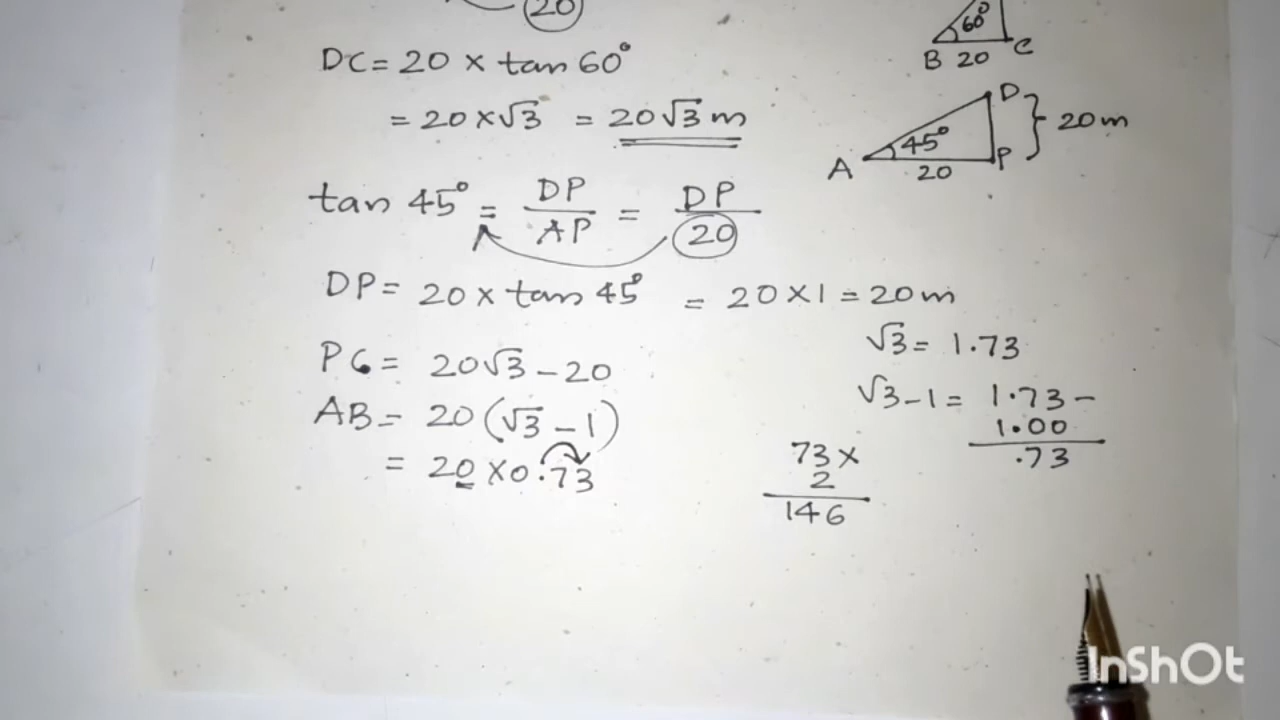 20
60°
B 20 C
DC = 20 × tan 60°
= 20 × √3 = 20√3 m
D
45°
20 m
A 20 P
tan 45° = DP/AP = DP/20
DP = 20 × tan 45° = 20 × 1 = 20 m
√3 = 1.73
PC = 20√3 - 20
√3 - 1 = 1.73 -
1.00
.73
AB = 20 (√3 - 1)
= 20 × 0.73
73 ×
2
146
InShOt